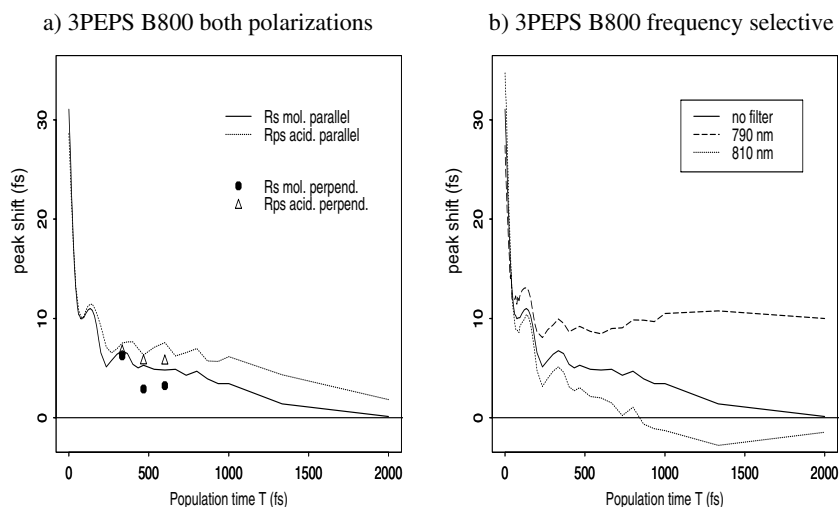 a) 3PEPS B800 both polarizations
peak shift (fs)
30
20
10
0
Rs mol. parallel
Rps acid. parallel
Rs mol. perpend.
Rps acid. perpend.
0 500 1000 1500 2000
Population time T (fs)
b) 3PEPS B800 frequency selective
peak shift (fs)
30
20
10
0
no filter
790 nm
810 nm
0 500 1000 1500 2000
Population time T (fs)